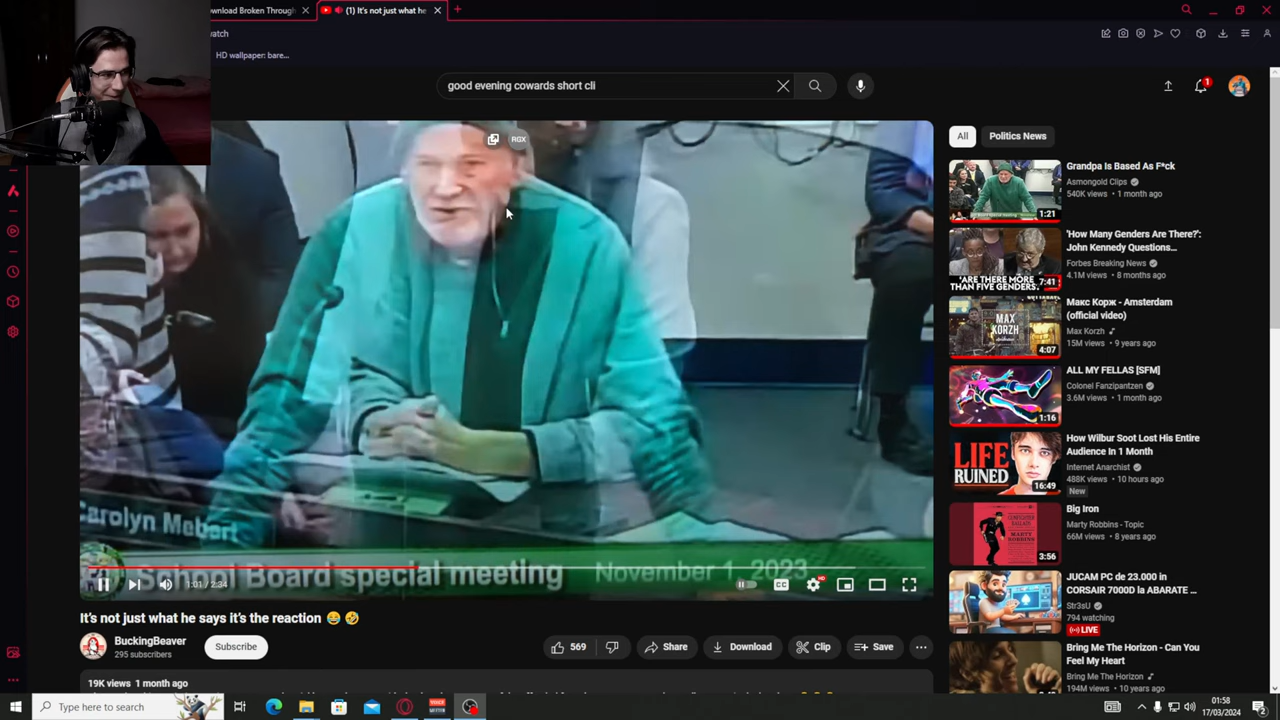 ownload Broken Through
(1) It's not just what he
watch
HD wallpaper: bare...
good evening cowards short cli
RGX
Carolyn Mebert
School Board special meeting
November 1, 2023
1:01 / 2:34
CC
HD
It's not just what he says it's the reaction 😂 🤣
BuckingBeaver
295 subscribers
Subscribe
569
Share
Download
Clip
Save
19K views 1 month ago
1
All
Politics News
Grandpa Is Based As F*ck
Asmongold Clips
540K views • 1 month ago
1:21
'How Many Genders Are There?':
John Kennedy Questions...
Forbes Breaking News
4.1M views • 8 months ago
"ARE THERE MORE
THAN FIVE GENDERS
7:41
Макс Корж - Amsterdam
(official video)
Max Korzh
15M views • 9 years ago
MAX
KORZH
4:07
ALL MY FELLAS [SFM]
Colonel Fanzipantzen
3.6M views • 1 month ago
1:16
How Wilbur Soot Lost His Entire
Audience In 1 Month
Internet Anarchist
488K views • 10 hours ago
New
LIFE
RUINED
16:49
Big Iron
Marty Robbins - Topic
66M views • 8 years ago
3:56
JUCAM PC de 23.000 in
CORSAIR 7000D la ABARATE ...
Str3sU
794 watching
LIVE
Bring Me The Horizon - Can You
Feel My Heart
Bring Me The Horizon
194M views • 10 years ago
Type here to search
01:58
17/03/2024
2